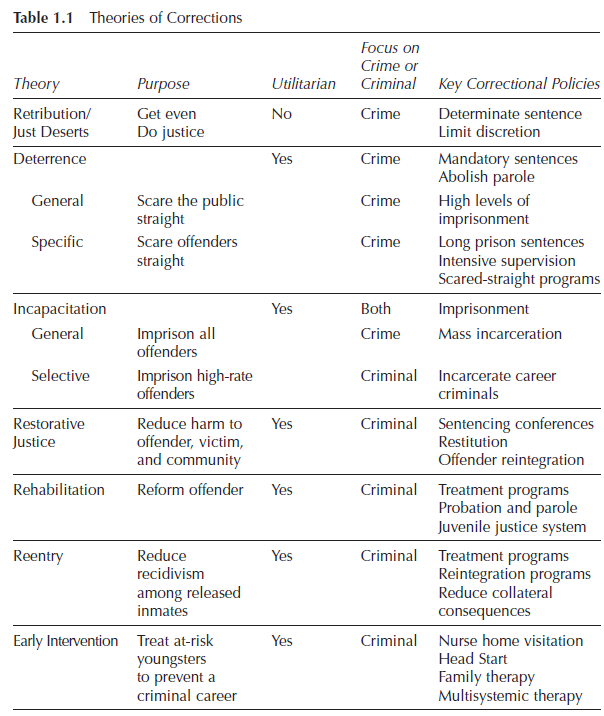 Table 1.1 Theories of Corrections
Focus on
Crime or
Theory Purpose Utilitarian Criminal Key Correctional Policies
Retribution/ Get even No Crime Determinate sentence
Just Deserts Do justice Limit discretion
Deterrence Yes Crime Mandatory sentences
Abolish parole
General Scare the public Crime High levels of
straight imprisonment
Specific Scare offenders Crime Long prison sentences
straight Intensive supervision
Scared-straight programs
Incapacitation Yes Both Imprisonment
General Imprison all Crime Mass incarceration
offenders
Selective Imprison high-rate Criminal Incarcerate career
offenders criminals
Restorative Reduce harm to Yes Criminal Sentencing conferences
Justice offender, victim, Restitution
and community Offender reintegration
Rehabilitation Reform offender Yes Criminal Treatment programs
Probation and parole
Juvenile justice system
Reentry Reduce Yes Criminal Treatment programs
recidivism Reintegration programs
among released Reduce collateral
inmates consequences
Early Intervention Treat at-risk Yes Criminal Nurse home visitation
youngsters Head Start
to prevent a Family therapy
criminal career Multisystemic therapy